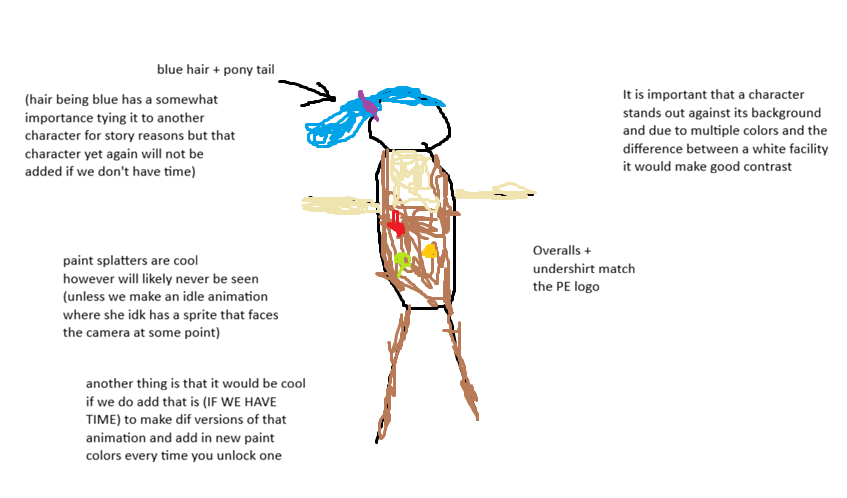 blue hair + pony tail
(hair being blue has a somewhat
importance tying it to another
character for story reasons but that
character yet again will not be
added if we don't have time)
It is important that a character
stands out against its background
and due to multiple colors and the
difference between a white facility
it would make good contrast
paint splatters are cool
however will likely never be seen
(unless we make an idle animation
where she idk has a sprite that faces
the camera at some point)
Overalls +
undershirt match
the PE logo
another thing is that it would be cool
if we do add that is (IF WE HAVE
TIME) to make dif versions of that
animation and add in new paint
colors every time you unlock one